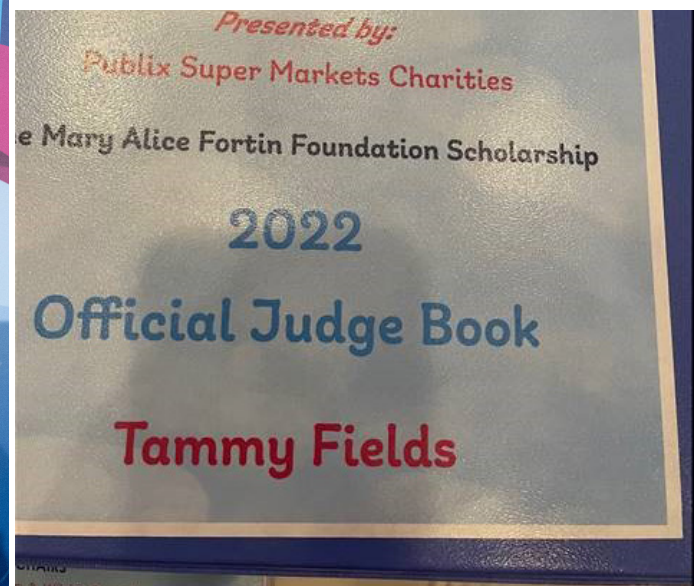 Presented by:
Publix Super Markets Charities
e Mary Alice Fortin Foundation Scholarship
2022
Official Judge Book
Tammy Fields